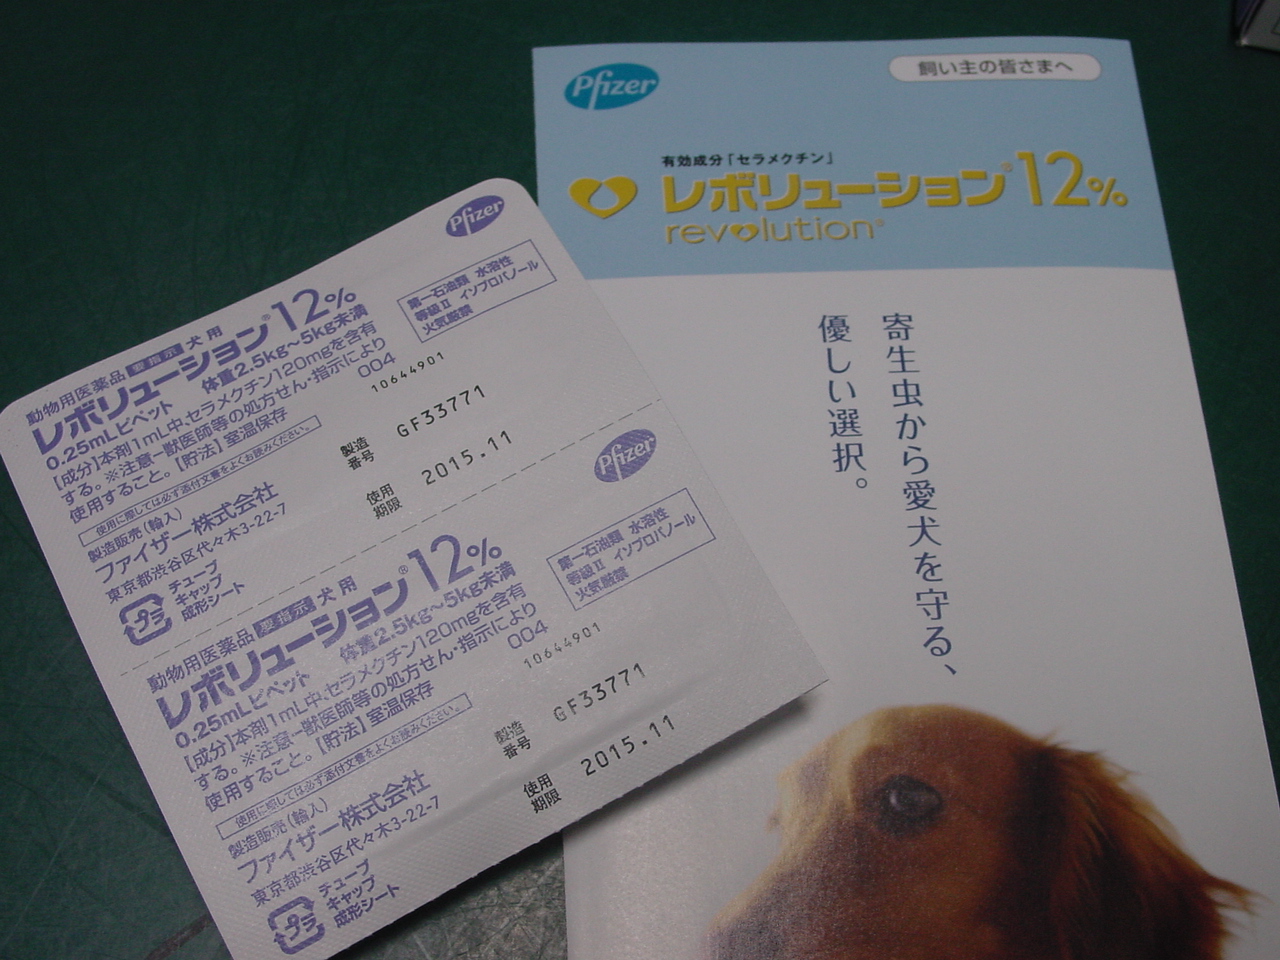 Pfizer
飼い主の皆さまへ
有効成分「セラメクチン」
レボリューション® 12%
revolution®
寄生虫から愛犬を守る、
優しい選択。
Pfizer
動物用医薬品 要指示 犬用
レボリューション® 12%
0.25mLピペット 体重2.5kg~5kg未満
【成分】本剤1mL中、セラメクチン120mgを含有
する。※注意-獣医師等の処方せん・指示により
使用すること。【貯法】室温保存
004
使用に際しては必ず添付文書をよくお読みください。
第一石油類 水溶性
等級Ⅱ イソプロパノール
火気厳禁
10644901
製造番号 GF33771
使用期限 2015.11
製造販売(輸入)
ファイザー株式会社
東京都渋谷区代々木3-22-7
プラ
チューブ
キャップ
成形シート
Pfizer
動物用医薬品 要指示 犬用
レボリューション® 12%
0.25mLピペット 体重2.5kg~5kg未満
【成分】本剤1mL中、セラメクチン120mgを含有
する。※注意-獣医師等の処方せん・指示により
使用すること。【貯法】室温保存
004
使用に際しては必ず添付文書をよくお読みください。
第一石油類 水溶性
等級Ⅱ イソプロパノール
火気厳禁
10644901
製造番号 GF33771
使用期限 2015.11
製造販売(輸入)
ファイザー株式会社
東京都渋谷区代々木3-22-7
プラ
チューブ
キャップ
成形シート